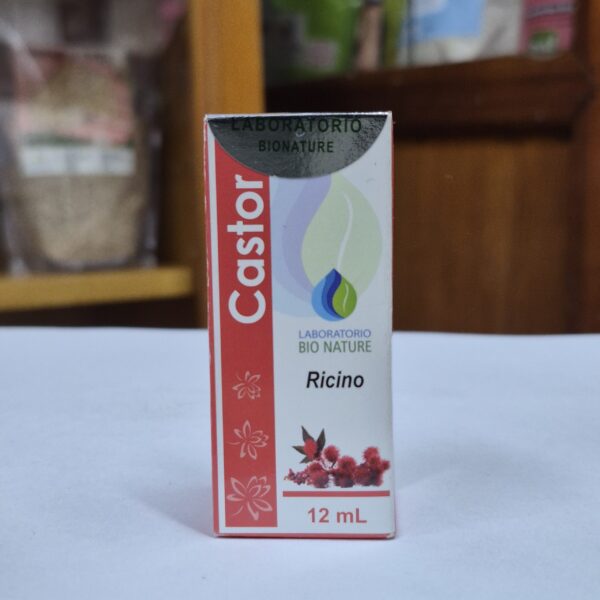 LABORATORIO
BIONATURE
Castor
LABORATORIO
BIO NATURE
Ricino
12 mL